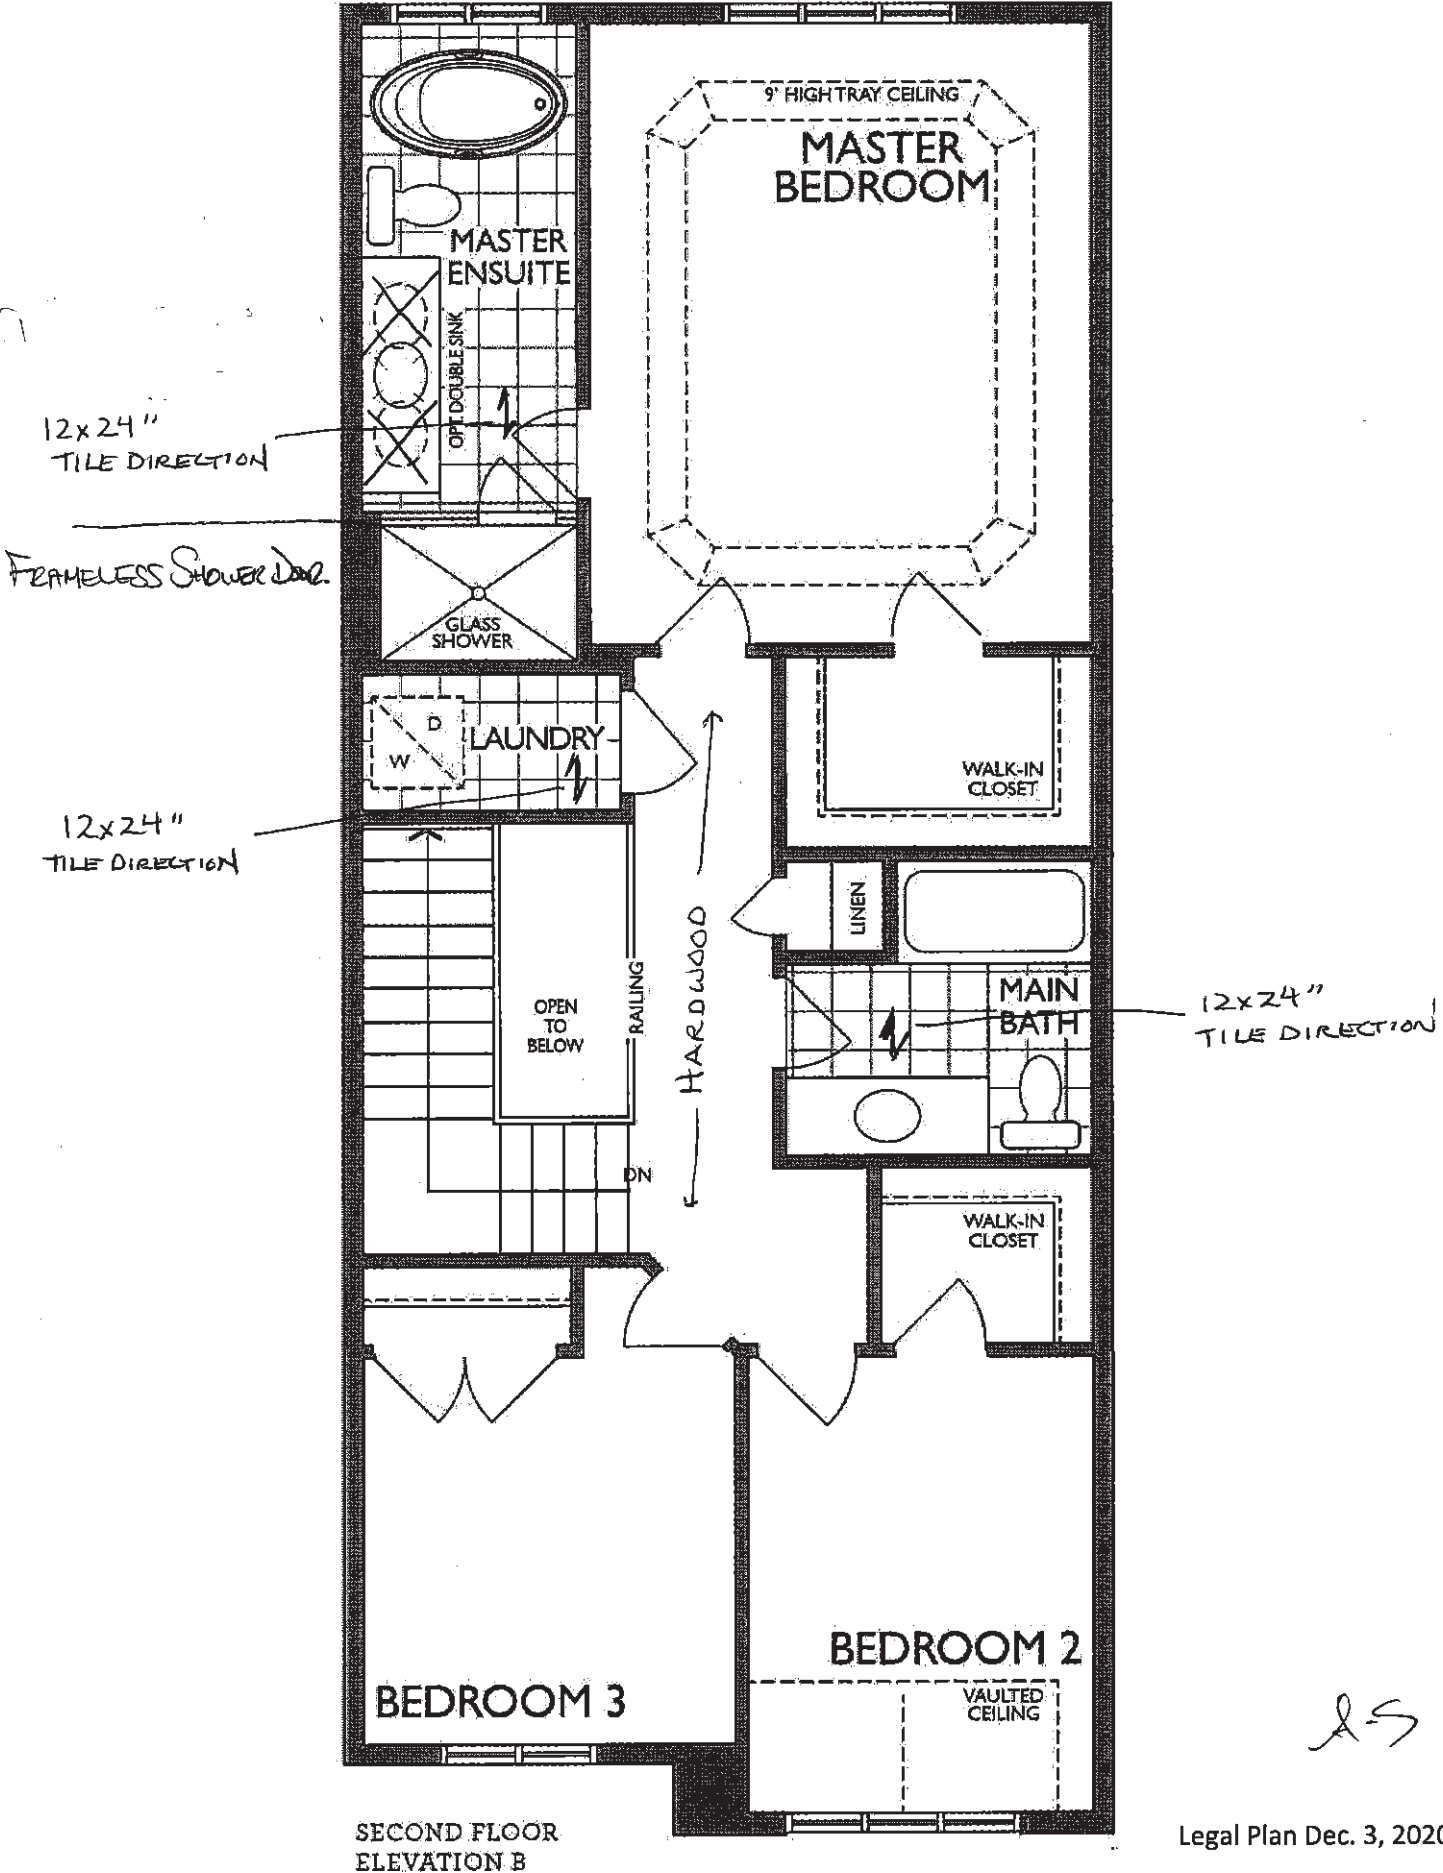 9' HIGH TRAY CEILING
MASTER
BEDROOM
MASTER
ENSUITE
OPT. DOUBLE SINK
12x24"
TILE DIRECTION
FRAMELESS SHOWER DOOR.
GLASS
SHOWER
D
W
LAUNDRY
12x24"
TILE DIRECTION
WALK-IN
CLOSET
LINEN
HARDWOOD
RAILING
OPEN
TO
BELOW
MAIN
BATH
12x24"
TILE DIRECTION
DN
WALK-IN
CLOSET
BEDROOM 2
VAULTED
CEILING
BEDROOM 3
SECOND FLOOR
ELEVATION B
Legal Plan Dec. 3, 2020